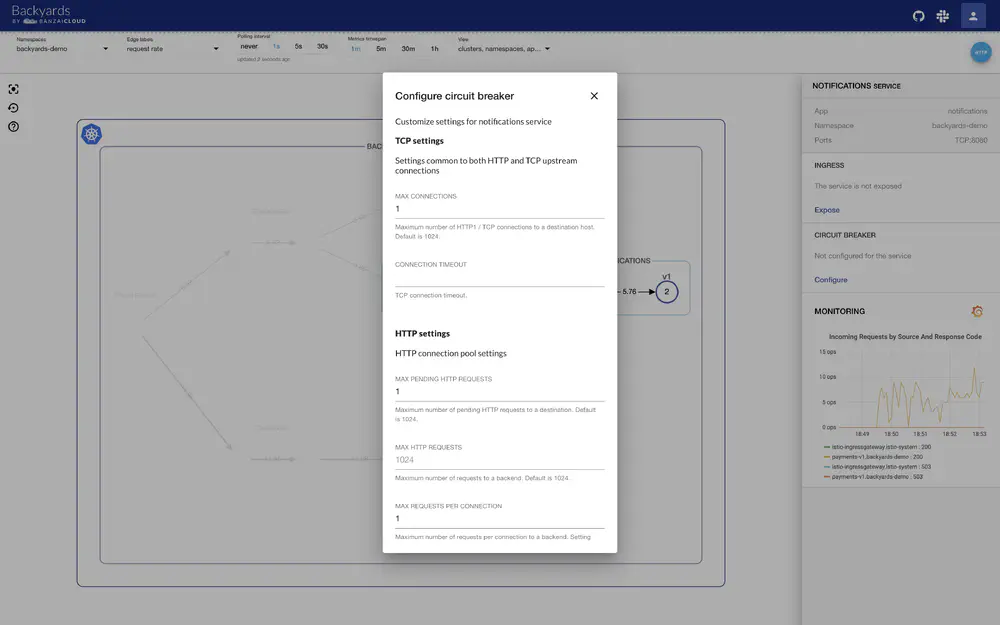 Backyards
BY BANZAI CLOUD
Namespaces
backyards-demo
Edge labels
request rate
Polling interval
never 1s 5s 30s
updated 3 seconds ago
Metrics timespan
1m 5m 30m 1h
View
clusters, namespaces, ap...
HTTP
Configure circuit breaker
Customize settings for notifications service
TCP settings
Settings common to both HTTP and TCP upstream
connections
MAX CONNECTIONS
1
Maximum number of HTTP1 / TCP connections to a destination host.
Default is 1024.
CONNECTION TIMEOUT
TCP connection timeout.
HTTP settings
HTTP connection pool settings
MAX PENDING HTTP REQUESTS
1
Maximum number of pending HTTP requests to a destination. Default
is 1024.
MAX HTTP REQUESTS
1024
Maximum number of requests to a backend. Default is 1024.
MAX REQUESTS PER CONNECTION
1
Maximum number of requests per connection to a backend. Setting
BAC
ICATIONS
v1
5.76
2
NOTIFICATIONS SERVICE
App notifications
Namespace backyards-demo
Ports TCP:8080
INGRESS
The service is not exposed
Expose
CIRCUIT BREAKER
Not configured for the service
Configure
MONITORING
Incoming Requests by Source And Response Code
15 ops
10 ops
5 ops
0 ops
18:49 18:50 18:51 18:52 18:53
istio-ingressgateway.istio-system : 200
payments-v1.backyards-demo : 200
istio-ingressgateway.istio-system : 503
payments-v1.backyards-demo : 503